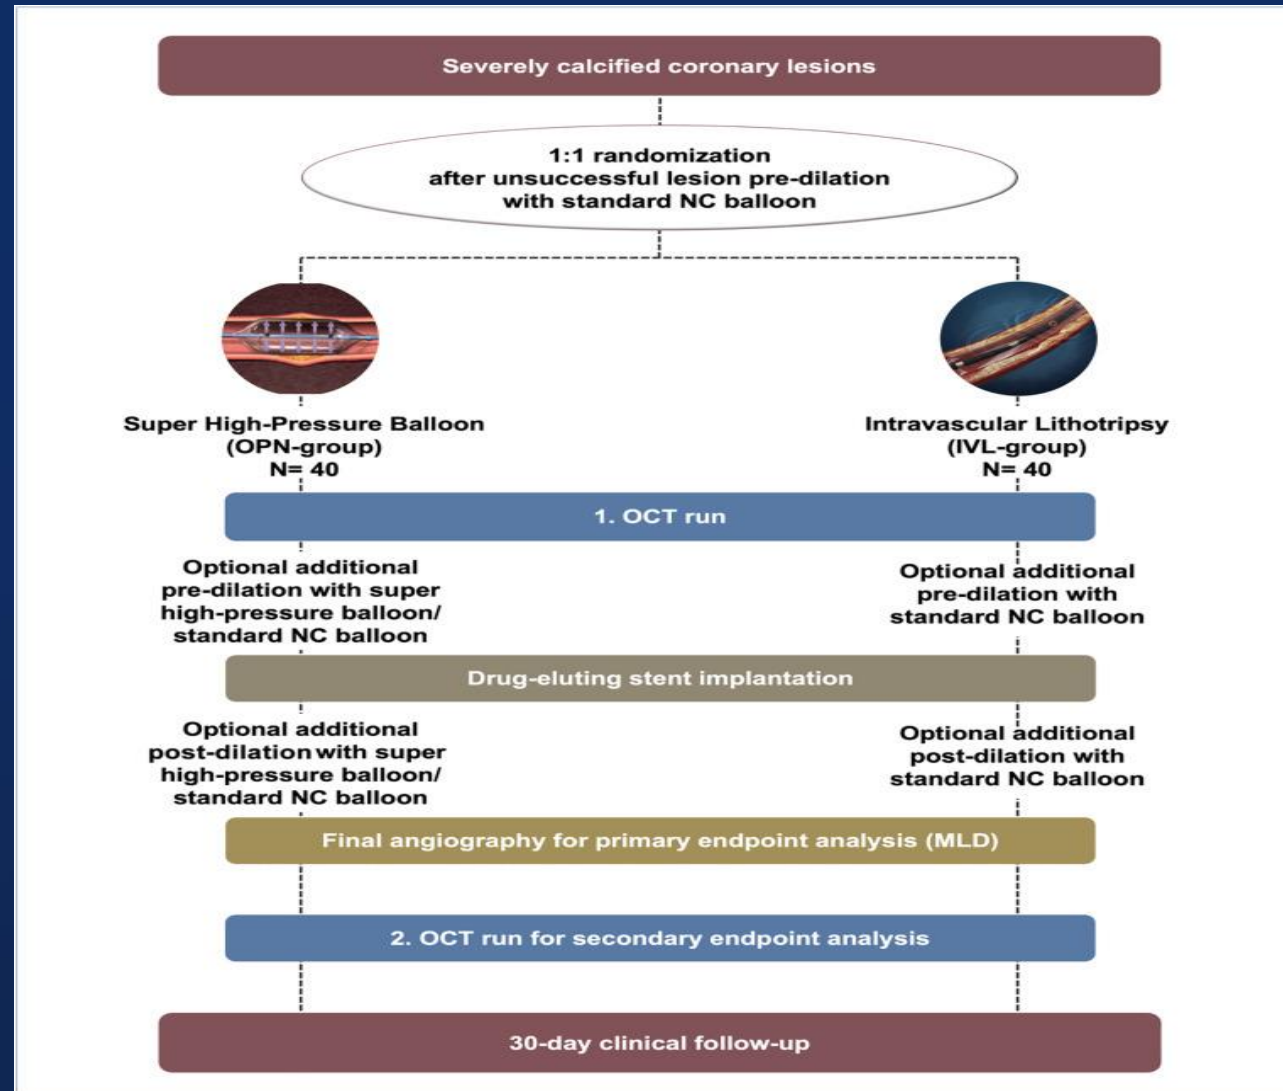 Severely calcified coronary lesions
1:1 randomization
after unsuccessful lesion pre-dilation
with standard NC balloon
Super High-Pressure Balloon
(OPN-group)
N= 40
Intravascular Lithotripsy
(IVL-group)
N= 40
1. OCT run
Optional additional
pre-dilation with super
high-pressure balloon/
standard NC balloon
Optional additional
pre-dilation with
standard NC balloon
Drug-eluting stent implantation
Optional additional
post-dilation with super
high-pressure balloon/
standard NC balloon
Optional additional
post-dilation with
standard NC balloon
Final angiography for primary endpoint analysis (MLD)
2. OCT run for secondary endpoint analysis
30-day clinical follow-up